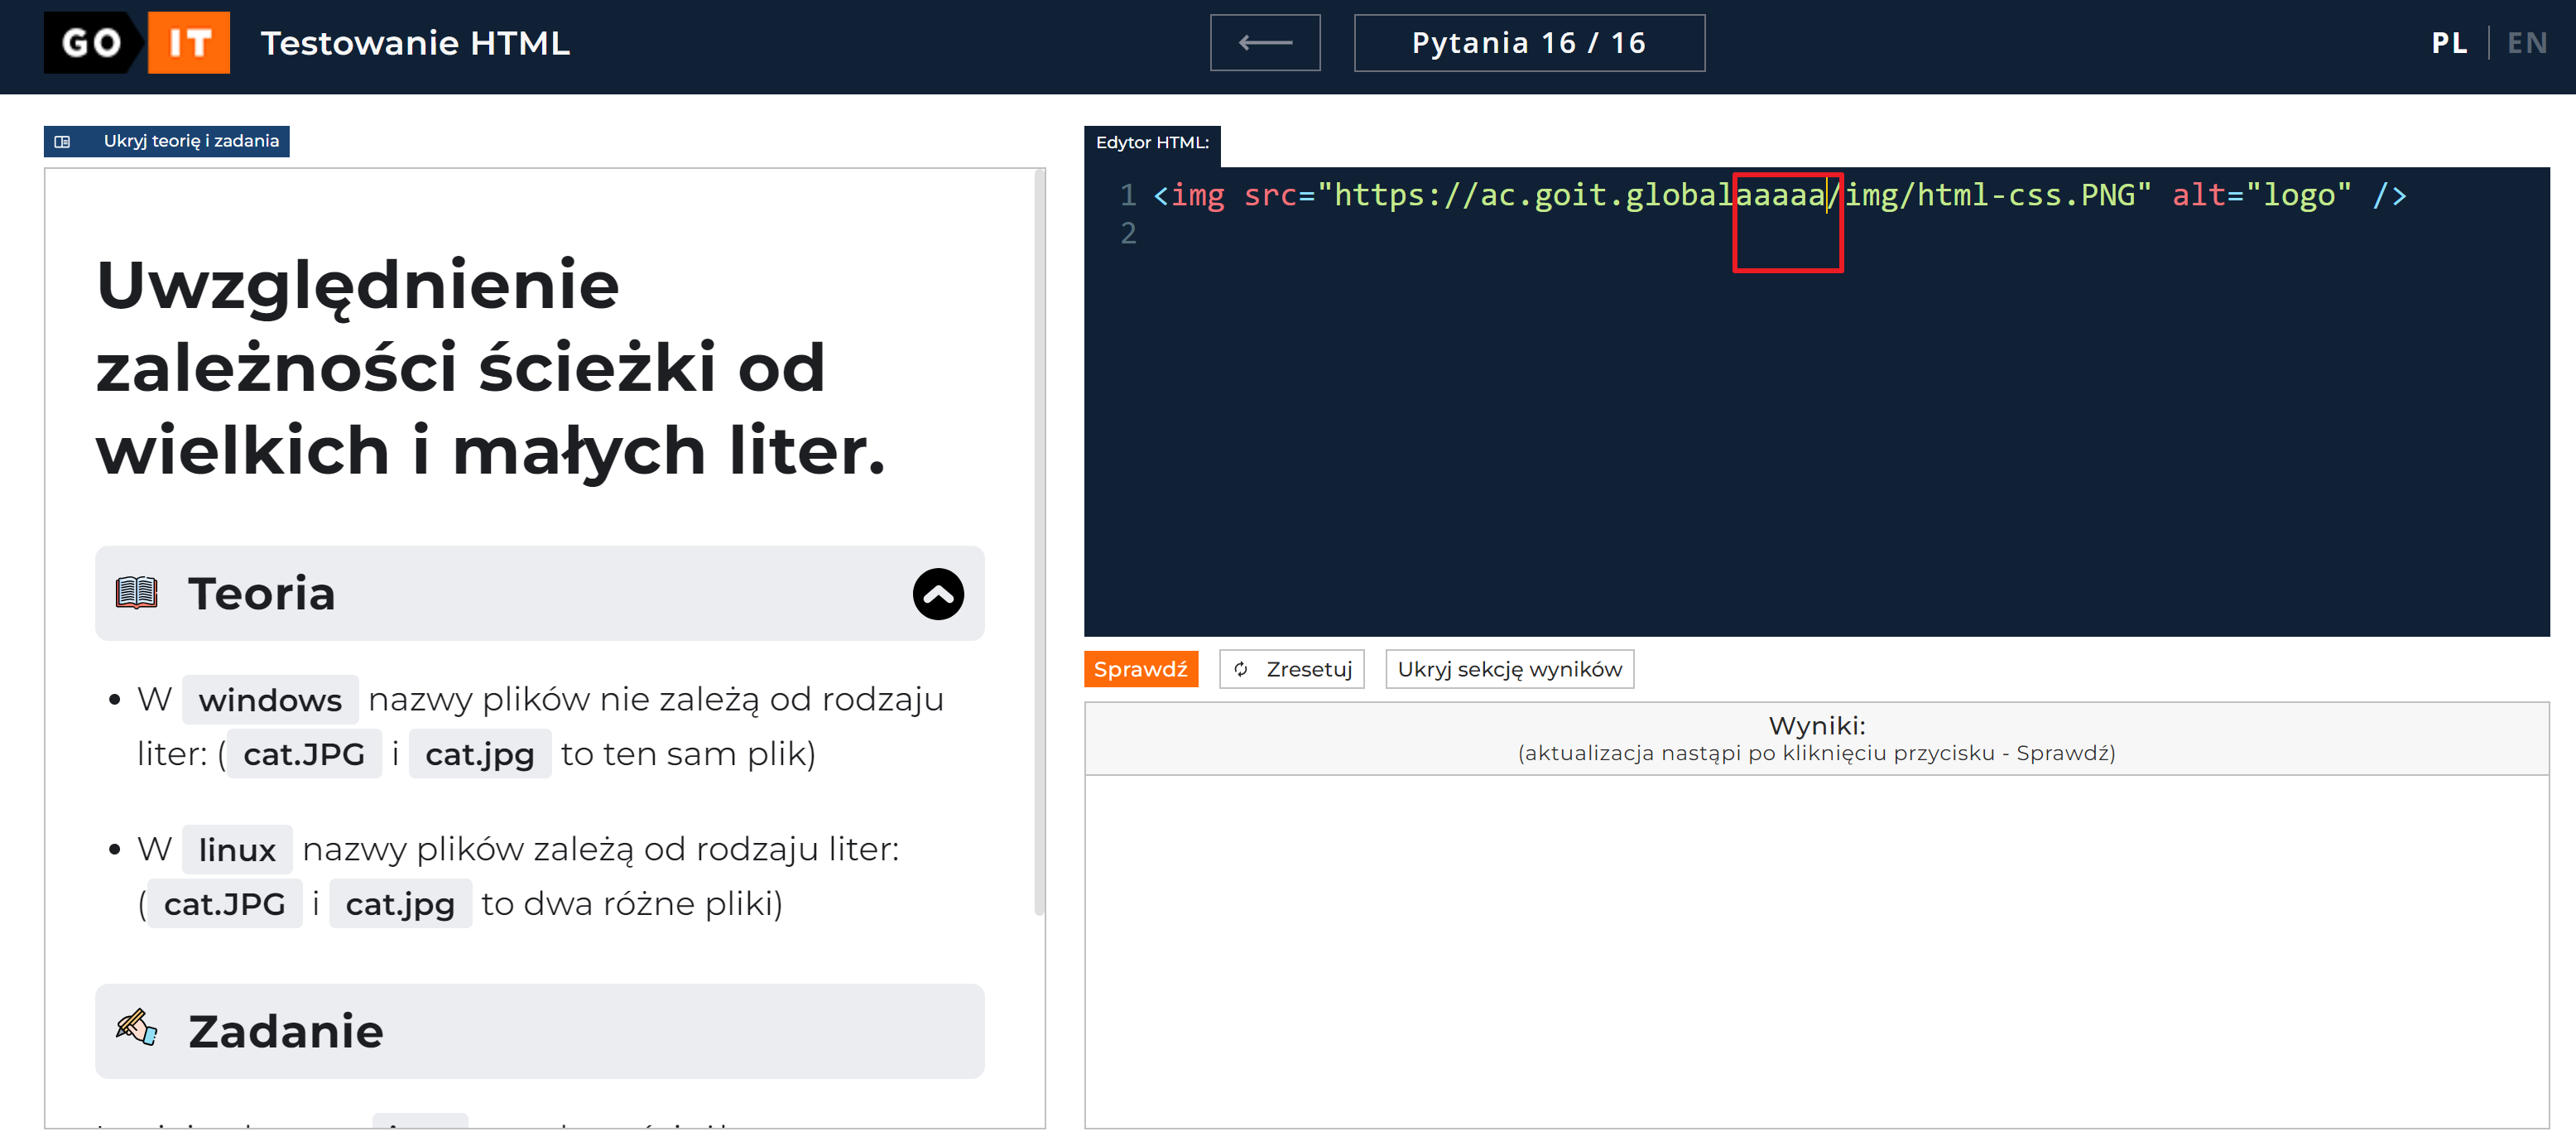 GO IT Testowanie HTML
Pytania 16 / 16
PL | EN
Ukryj teorię i zadania
Uwzględnienie
zależności ścieżki od
wielkich i małych liter.
Teoria
• W windows nazwy plików nie zależą od rodzaju
liter: ( cat.JPG i cat.jpg to ten sam plik)
• W linux nazwy plików zależą od rodzaju liter:
( cat.JPG i cat.jpg to dwa różne pliki)
Zadanie
Edytor HTML:
1 <img src="https://ac.goit.globalaaaaa/img/html-css.PNG" alt="logo" />
2
Sprawdź
Zresetuj
Ukryj sekcję wyników
Wyniki:
(aktualizacja nastąpi po kliknięciu przycisku - Sprawdź)